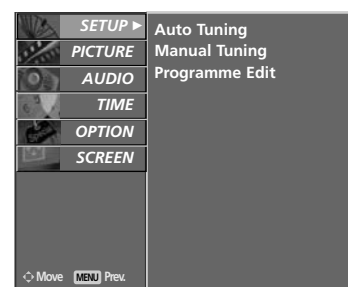 SETUP ►
PICTURE
AUDIO
TIME
OPTION
SCREEN
Auto Tuning
Manual Tuning
Programme Edit
Move MENU Prev.